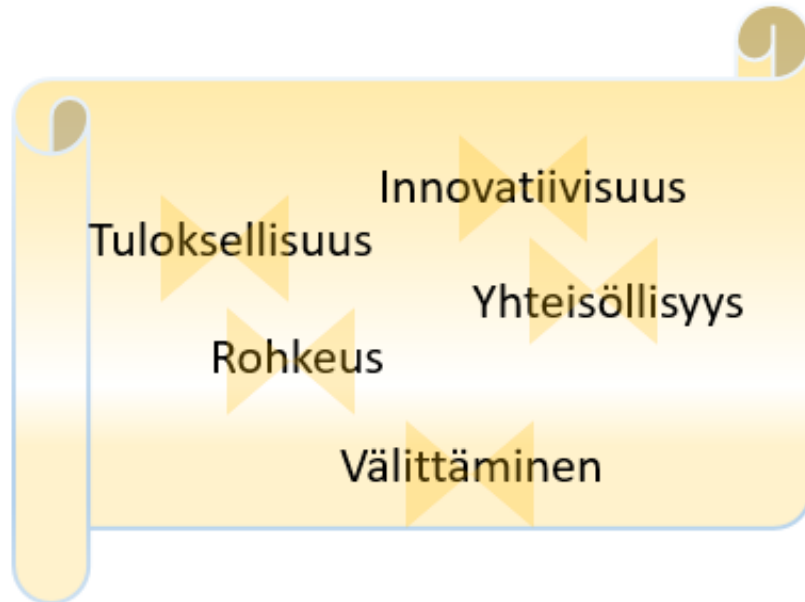 Innovatiivisuus
Tuloksellisuus
Yhteisöllisyys
Rohkeus
Välittäminen